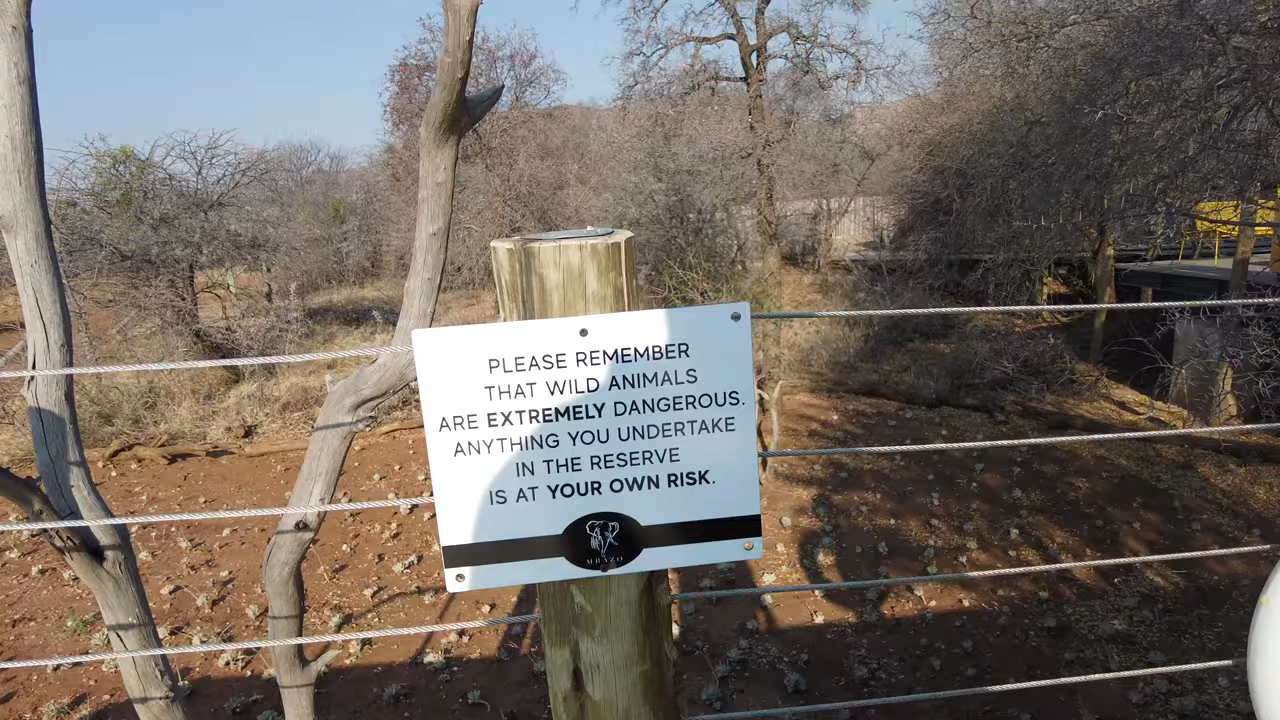 PLEASE REMEMBER
THAT WILD ANIMALS
ARE EXTREMELY DANGEROUS.
ANYTHING YOU UNDERTAKE
IN THE RESERVE
IS AT YOUR OWN RISK.
MBAZO